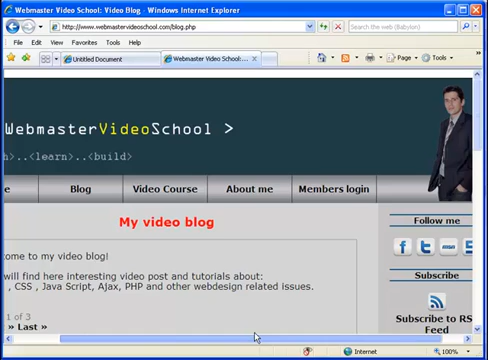 Webmaster Video School: Video Blog - Windows Internet Explorer
http://www.webmastervideoschool.com/blog.php
Search the web (Babylon)
File Edit View Favorites Tools Help
Untitled Document
Webmaster Video School:...
Page Tools
WebmasterVideoSchool >
h>..<learn>..<build>
e Blog Video Course About me Members login
My video blog
Follow me
come to my video blog!
will find here interesting video post and tutorials about:
, CSS , Java Script, Ajax, PHP and other webdesign related issues.
Subscribe
1 of 3
» Last »
Subscribe to RS
Feed
Internet
100%